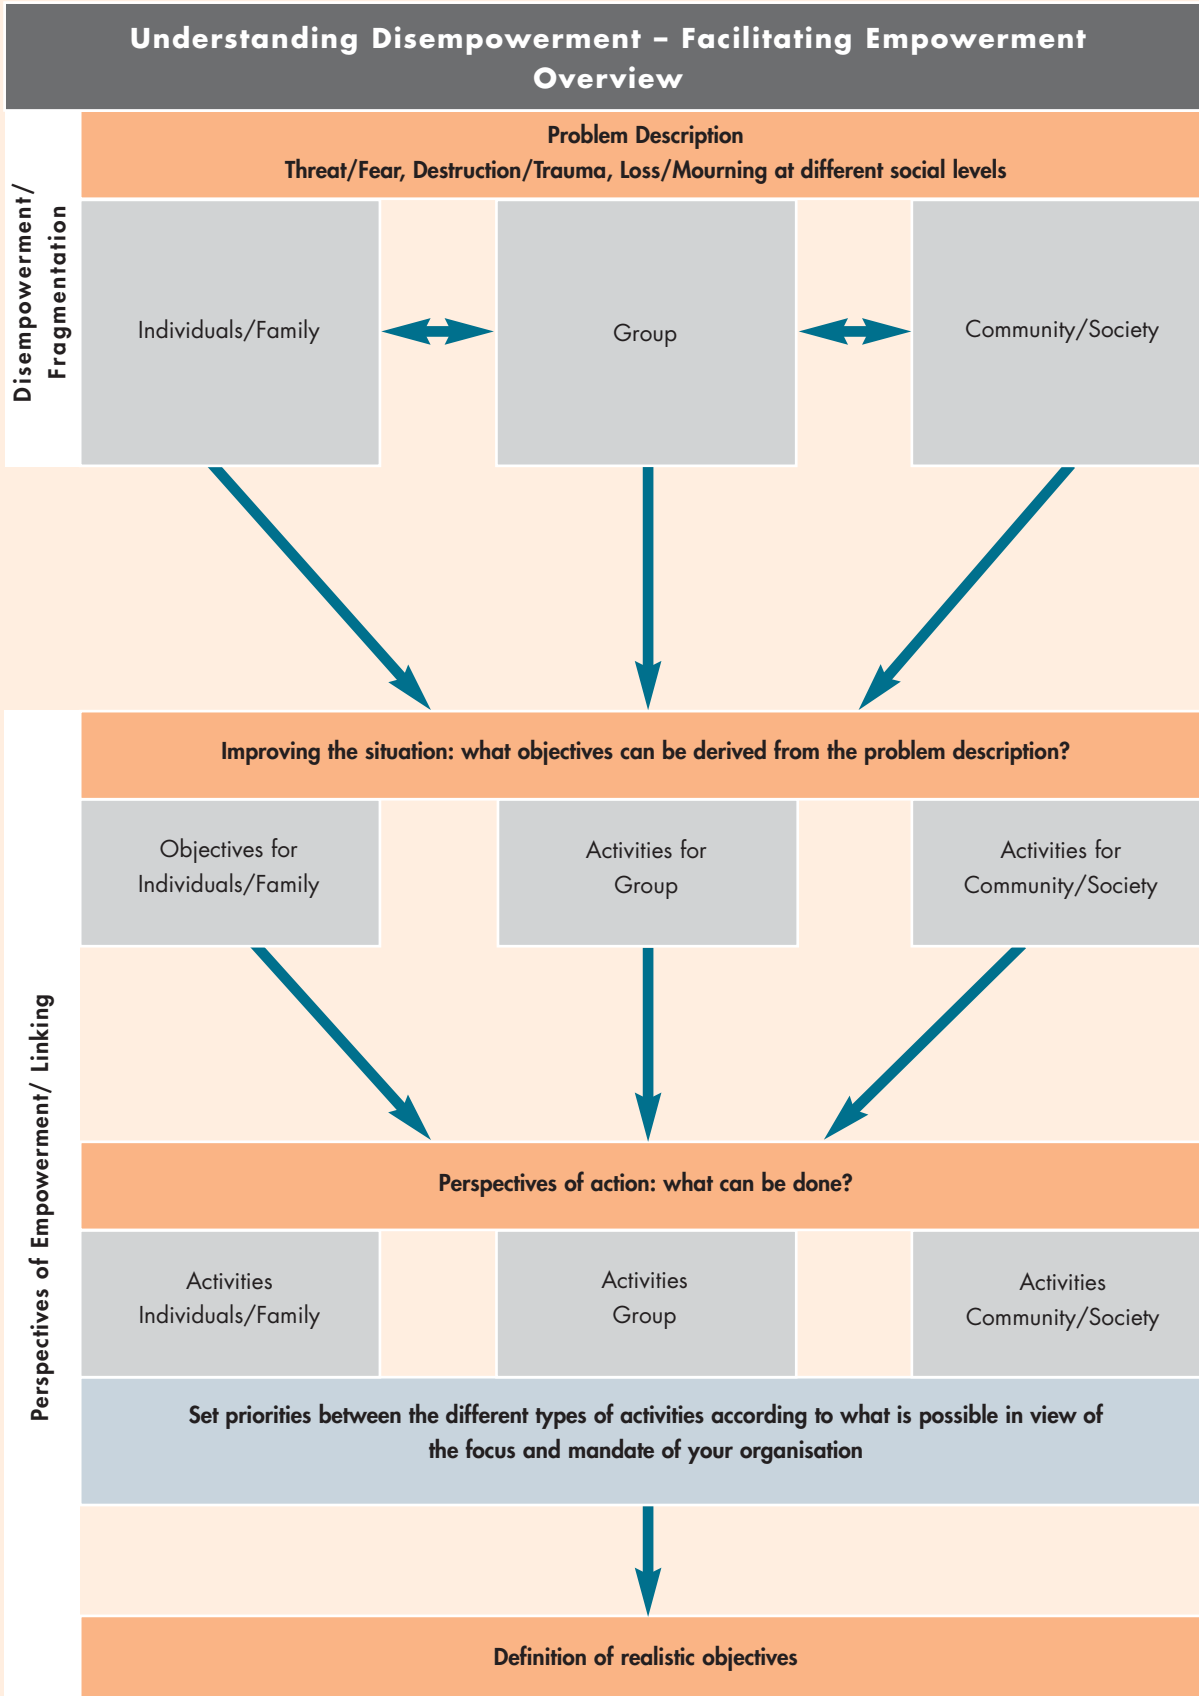 Understanding Disempowerment – Facilitating Empowerment
Overview
Problem Description
Threat/Fear, Destruction/Trauma, Loss/Mourning at different social levels
Disempowerment/
Fragmentation
Individuals/Family
Group
Community/Society
Improving the situation: what objectives can be derived from the problem description?
Objectives for
Individuals/Family
Activities for
Group
Activities for
Community/Society
Perspectives of Empowerment/ Linking
Perspectives of action: what can be done?
Activities
Individuals/Family
Activities
Group
Activities
Community/Society
Set priorities between the different types of activities according to what is possible in view of
the focus and mandate of your organisation
Definition of realistic objectives